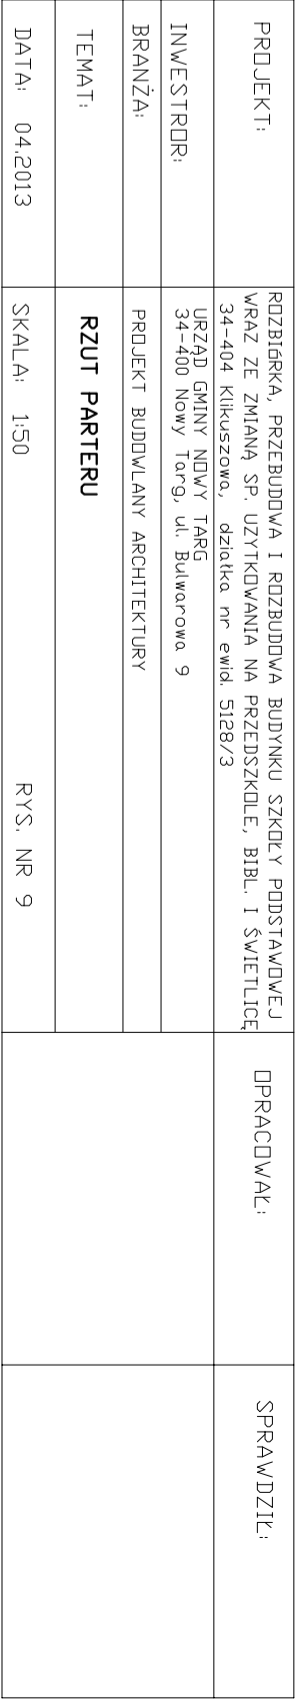 PROJEKT:
ROZBIóRKA, PRZEBUDOWA I ROZBUDOWA BUDYNKU SZKOŁY PODSTAWOWEJ
WRAZ ZE ZMIANĄ SP. UZYTKOWANIA NA PRZEDSZKOLE, BIBL. I ŚWIETLICĘ
34-404 Klikuszowa, działka nr ewid. 5128/3
OPRACOWAŁ:
SPRAWDZIŁ:
INWESTROR:
URZĄD GMINY NOWY TARG
34-400 Nowy Targ, ul. Bulwarowa 9
BRANŻA:
PROJEKT BUDOWLANY ARCHITEKTURY
TEMAT:
RZUT PARTERU
DATA: 04.2013
SKALA: 1:50
RYS. NR 9